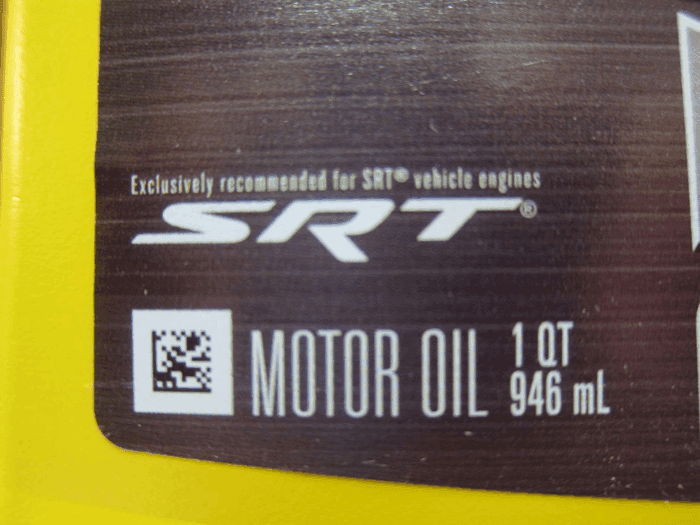 Exclusively recommended for SRT® vehicle engines
SRT®
MOTOR OIL
1 QT
946 mL